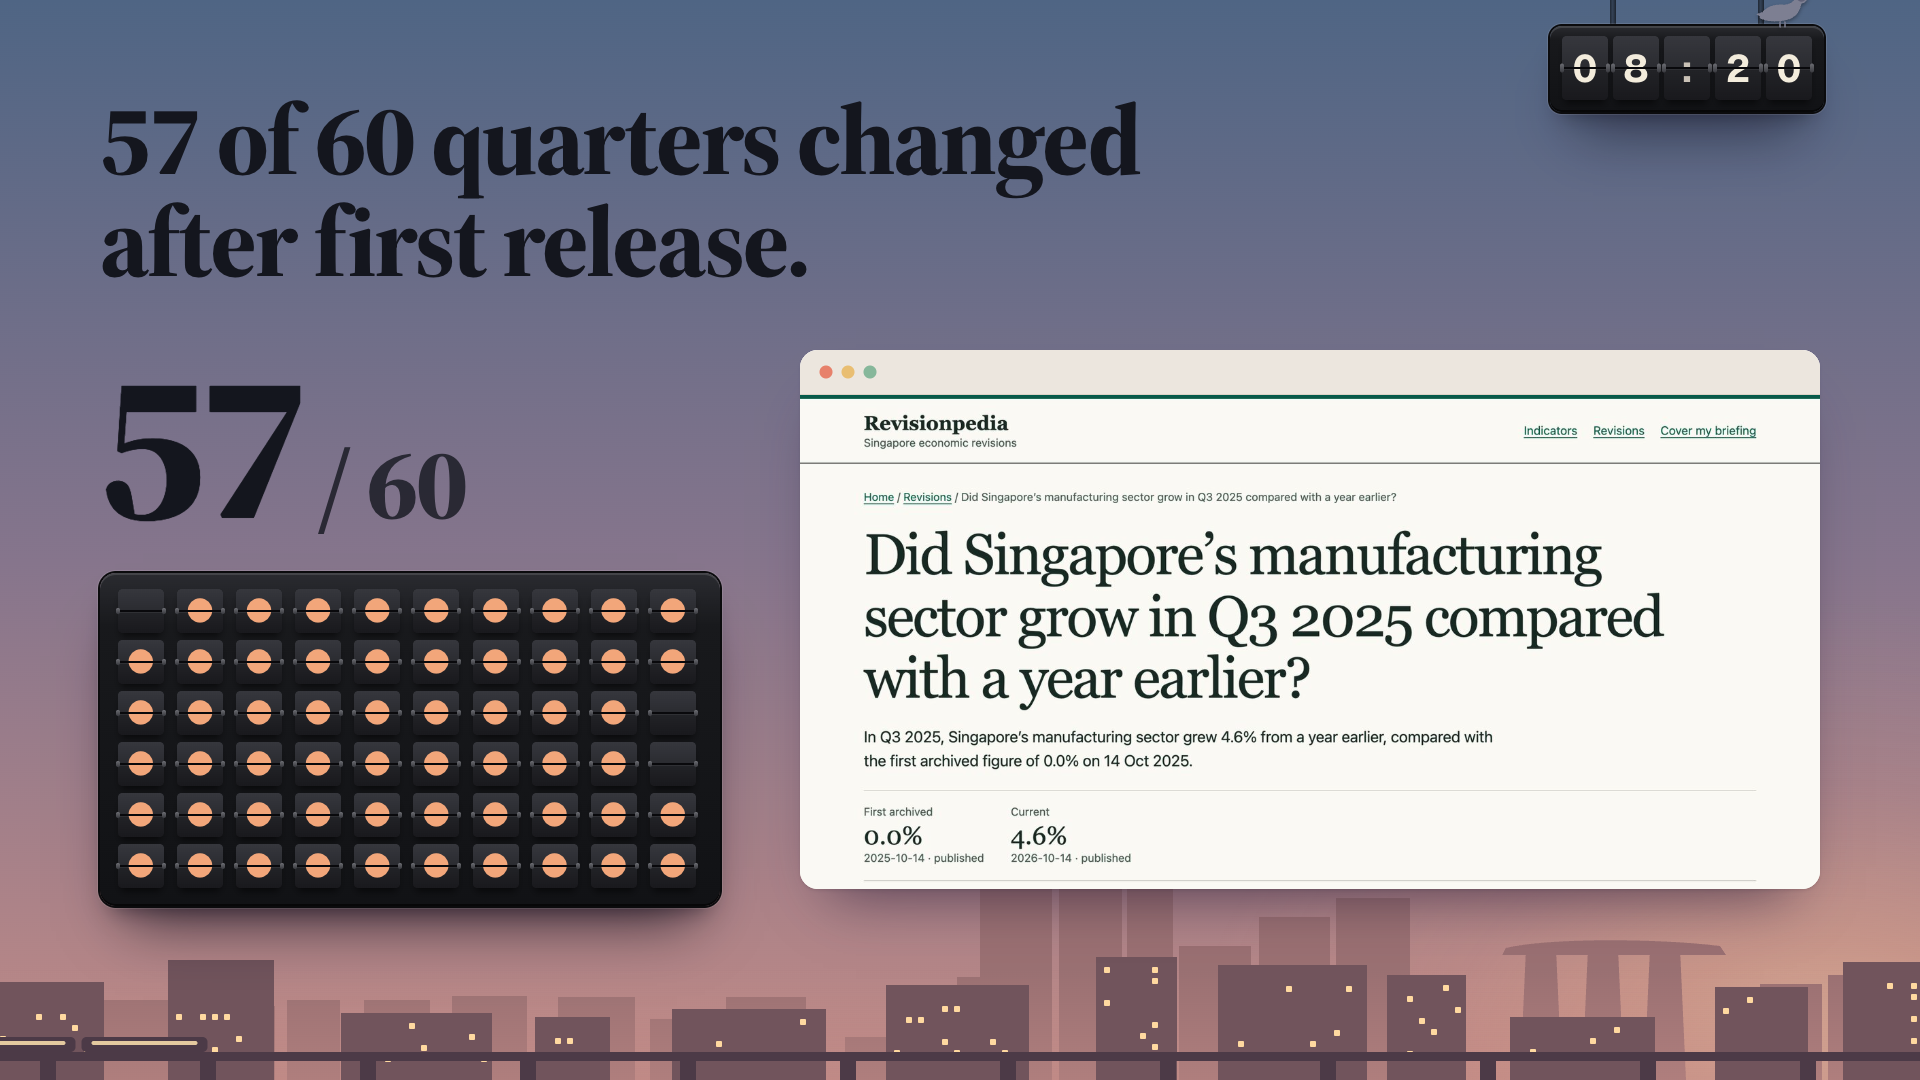 08:20
57 of 60 quarters changed
after first release.
57 / 60
Revisionpedia
Singapore economic revisions
Indicators Revisions Cover my briefing
Home / Revisions / Did Singapore's manufacturing sector grow in Q3 2025 compared with a year earlier?
Did Singapore's manufacturing
sector grow in Q3 2025 compared
with a year earlier?
In Q3 2025, Singapore's manufacturing sector grew 4.6% from a year earlier, compared with
the first archived figure of 0.0% on 14 Oct 2025.
First archived Current
0.0% 4.6%
2025-10-14 · published 2026-10-14 · published